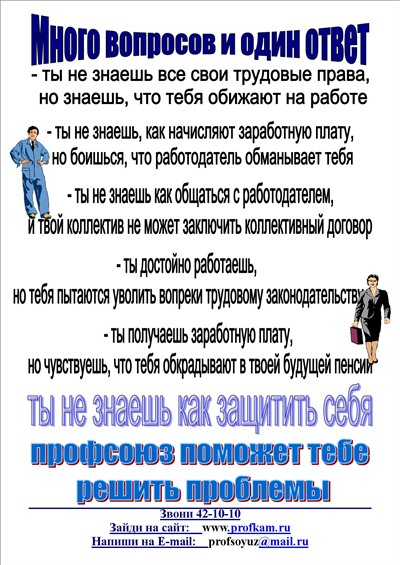 Много вопросов и один ответ
- ты не знаешь все свои трудовые права,
но знаешь, что тебя обижают на работе
- ты не знаешь, как начисляют заработную плату,
но боишься, что работодатель обманывает тебя
- ты не знаешь как общаться с работодателем,
и твой коллектив не может заключить коллективный договор
- ты достойно работаешь,
но тебя пытаются уволить вопреки трудовому законодательству
- ты получаешь заработную плату,
но чувствуешь, что тебя обкрадывают в твоей будущей пенсии
ты не знаешь как защитить себя
профсоюз поможет тебе
решить проблемы
Звони 42-10-10
Зайди на сайт: www.profkam.ru
Напиши на E-mail: profsoyuz@mail.ru